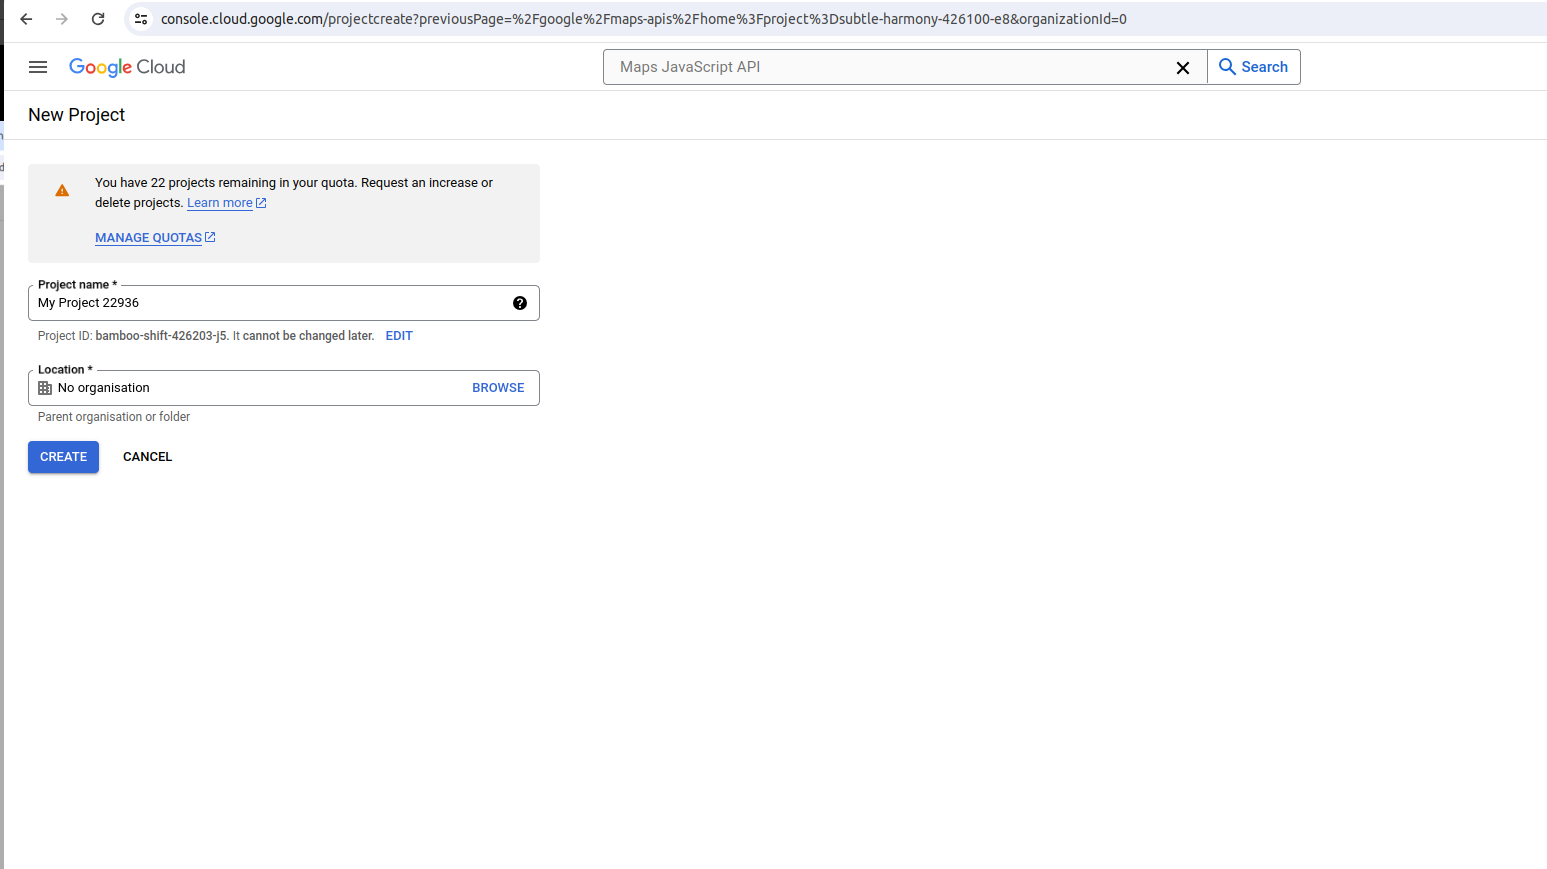 console.cloud.google.com/projectcreate?previousPage=%2Fgoogle%2Fmaps-apis%2Fhome%3Fproject%3Dsubtle-harmony-426100-e8&organizationId=0
Google Cloud
Maps JavaScript API
Search
New Project
You have 22 projects remaining in your quota. Request an increase or
delete projects. Learn more
MANAGE QUOTAS
Project name *
My Project 22936
Project ID: bamboo-shift-426203-j5. It cannot be changed later. EDIT
Location *
No organisation
BROWSE
Parent organisation or folder
CREATE
CANCEL